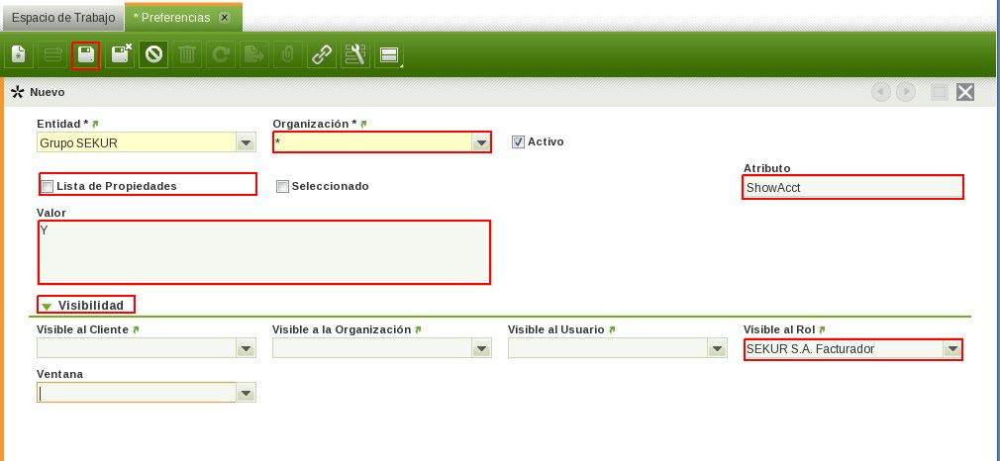 Espacio de Trabajo
* Preferencias
Nuevo
Entidad *
Organización *
Grupo SEKUR
*
Activo
Lista de Propiedades
Seleccionado
Atributo
ShowAcct
Valor
Y
Visibilidad
Visible al Cliente
Visible a la Organización
Visible al Usuario
Visible al Rol
SEKUR S.A. Facturador
Ventana